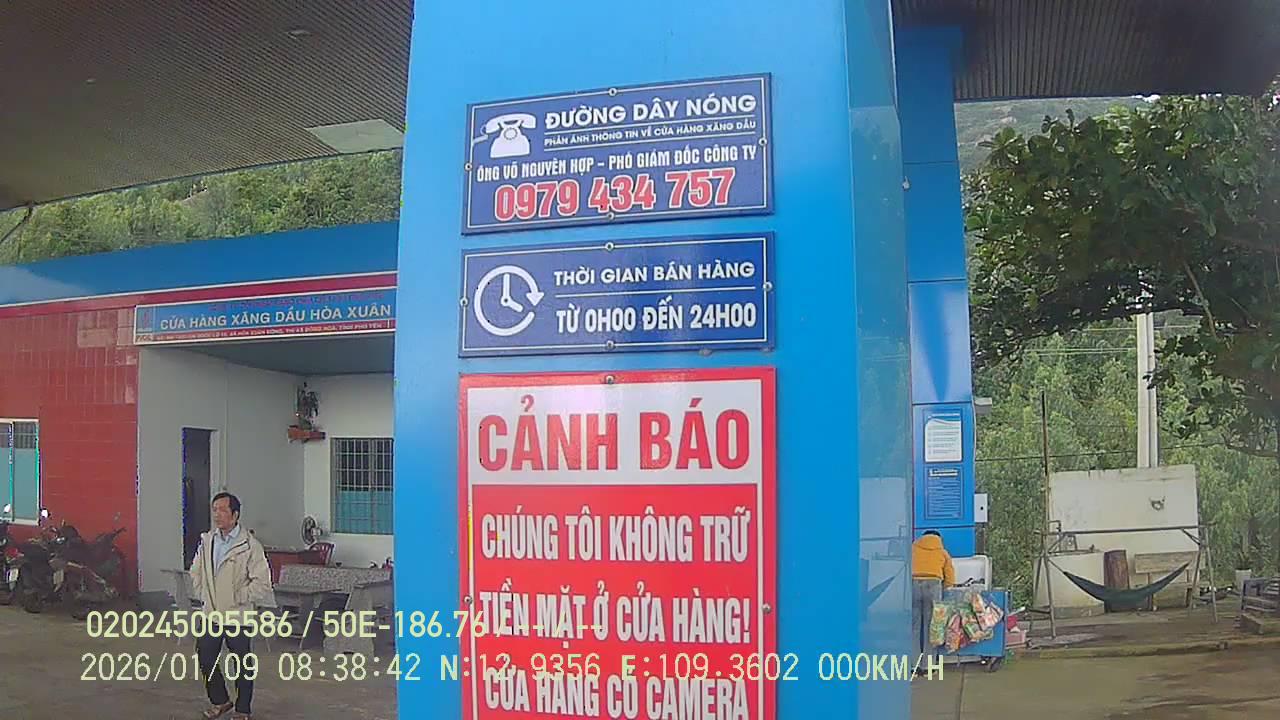 ĐƯỜNG DÂY NÓNG
PHẢN ÁNH THÔNG TIN VỀ CỬA HÀNG XĂNG DẦU
ÔNG VÕ NGUYÊN HỢP - PHÓ GIÁM ĐỐC CÔNG TY
0979 434 757
THỜI GIAN BÁN HÀNG
TỪ 0H00 ĐẾN 24H00
CỬA HÀNG XĂNG DẦU HÒA XUÂN
CẢNH BÁO
CHÚNG TÔI KHÔNG TRỮ
TIỀN MẶT Ở CỬA HÀNG!
CỬA HÀNG CÓ CAMERA
020245005586 / 50E-186.76 / --/--
2026/01/09 08:38:42 N:12.9356 E:109.3602 000KM/H